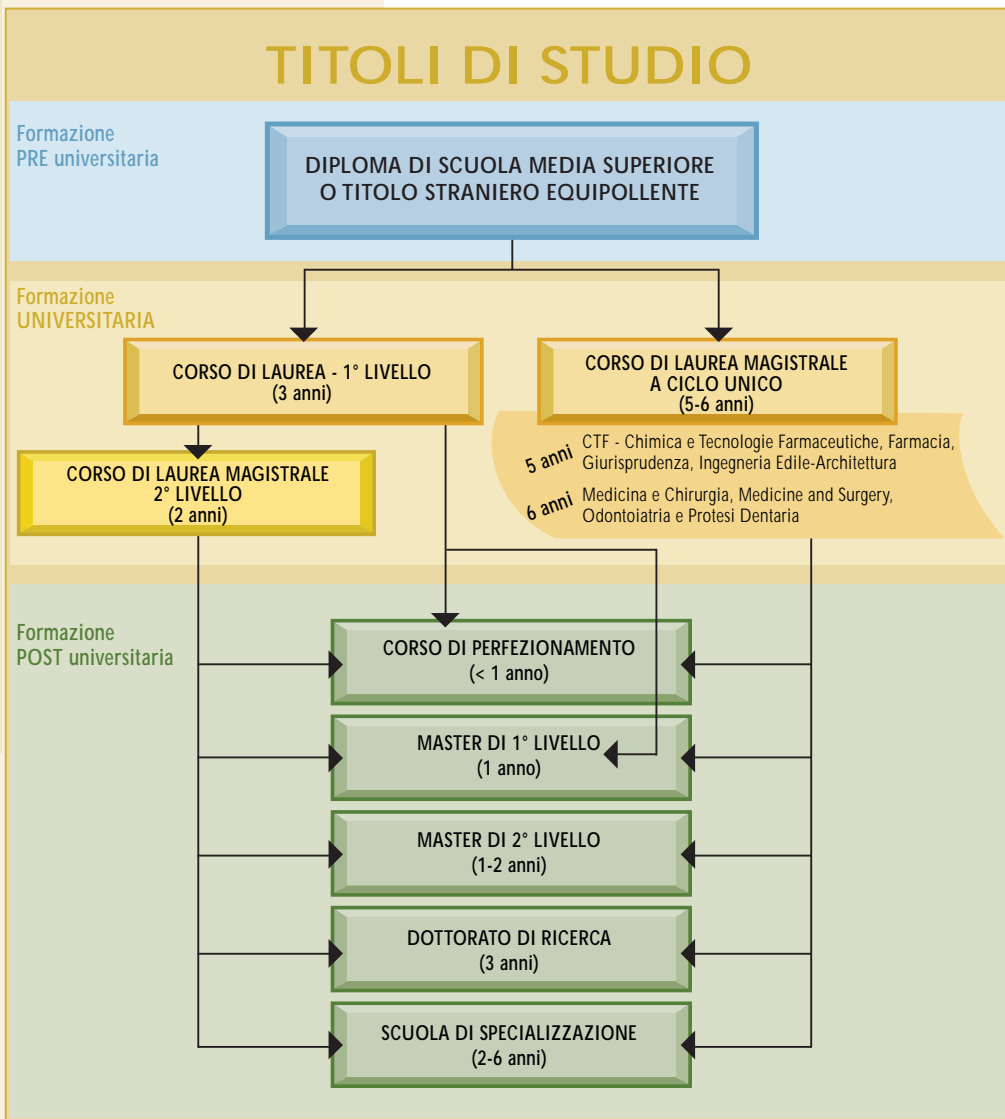 TITOLI DI STUDIO
Formazione
PRE universitaria
DIPLOMA DI SCUOLA MEDIA SUPERIORE
O TITOLO STRANIERO EQUIPOLLENTE
Formazione
UNIVERSITARIA
CORSO DI LAUREA - 1° LIVELLO
(3 anni)
CORSO DI LAUREA MAGISTRALE
A CICLO UNICO
(5-6 anni)
5 anni
CTF - Chimica e Tecnologie Farmaceutiche, Farmacia,
Giurisprudenza, Ingegneria Edile-Architettura
6 anni
Medicina e Chirurgia, Medicine and Surgery,
Odontoiatria e Protesi Dentaria
CORSO DI LAUREA MAGISTRALE
2° LIVELLO
(2 anni)
Formazione
POST universitaria
CORSO DI PERFEZIONAMENTO
(< 1 anno)
MASTER DI 1° LIVELLO
(1 anno)
MASTER DI 2° LIVELLO
(1-2 anni)
DOTTORATO DI RICERCA
(3 anni)
SCUOLA DI SPECIALIZZAZIONE
(2-6 anni)